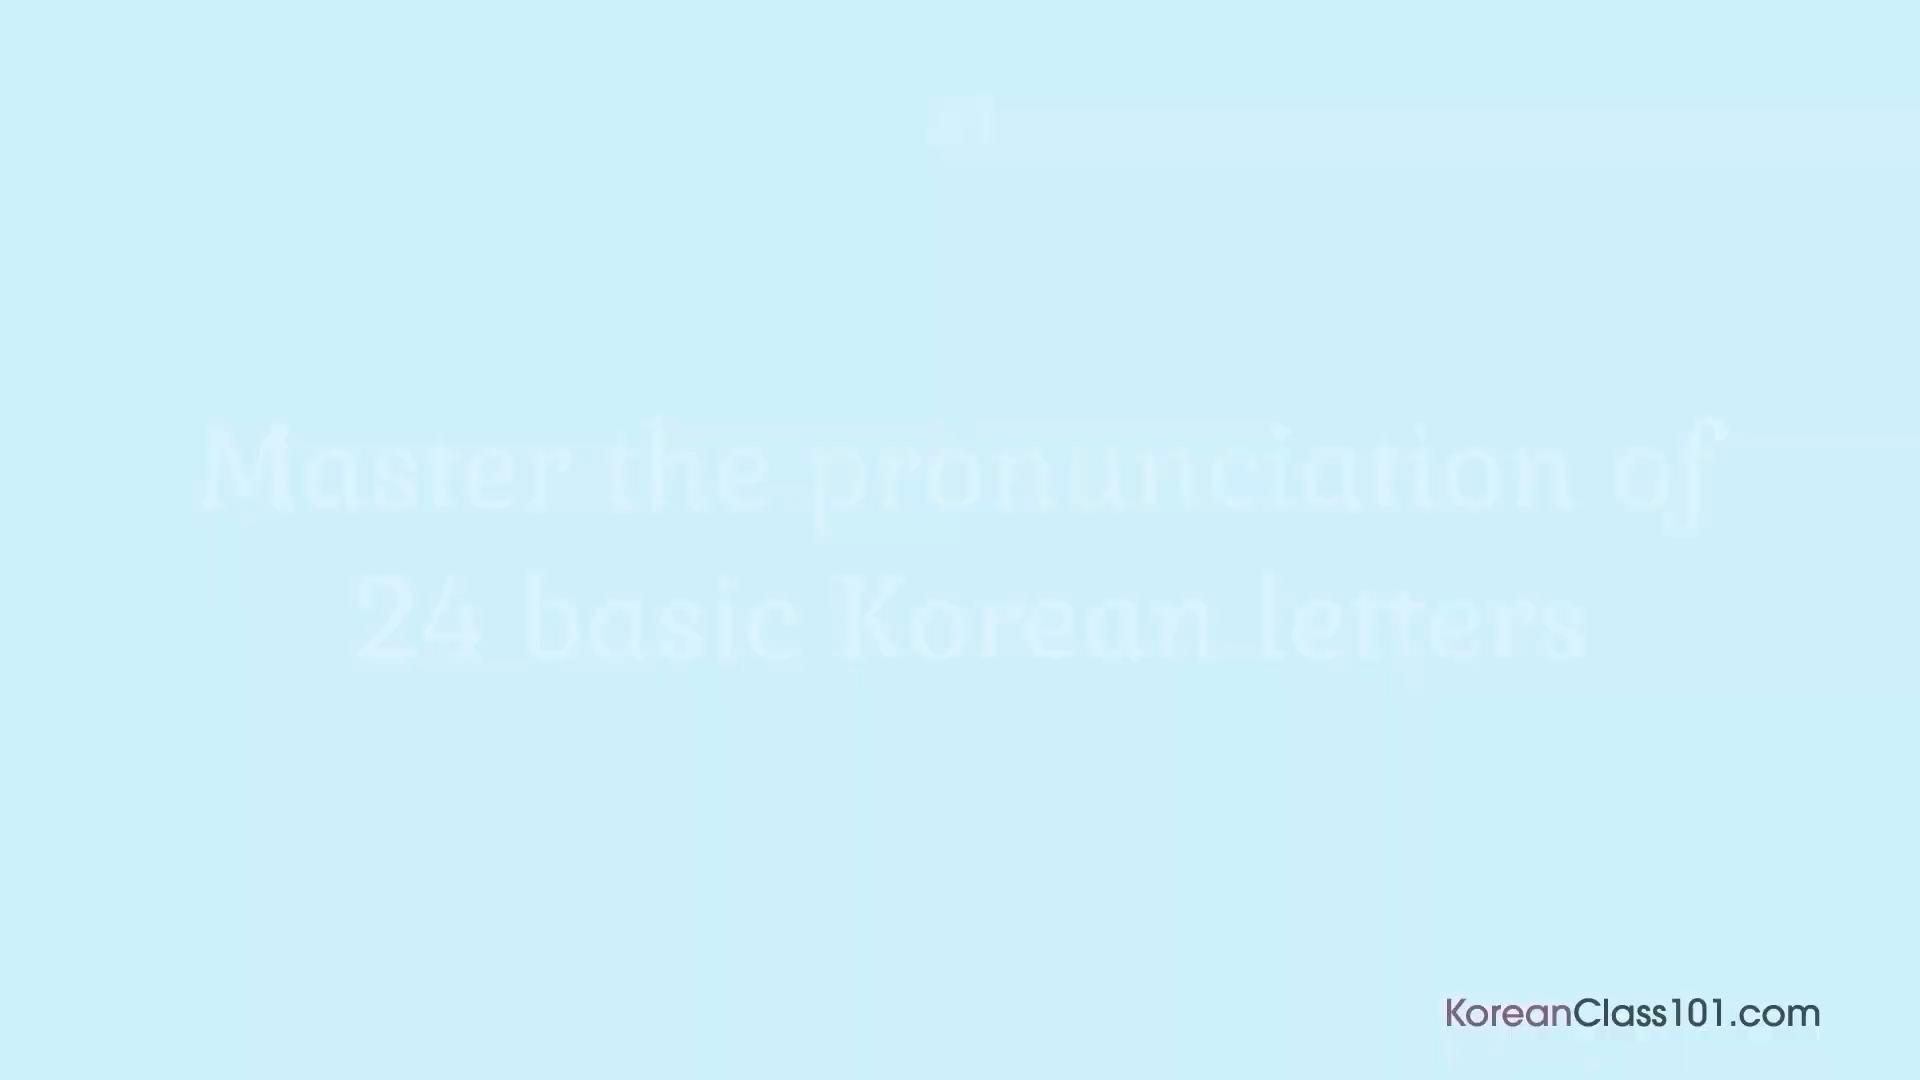 Master the pronunciation of
24 basic Korean letters
KoreanClass101.com